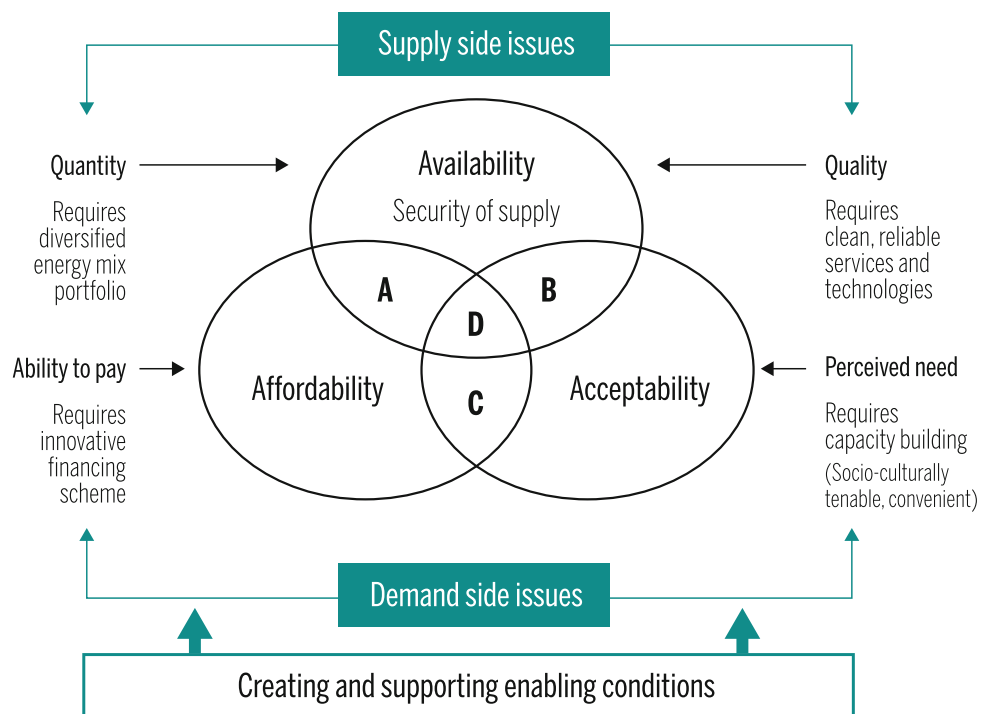 Supply side issues
Quantity
Requires
diversified
energy mix
portfolio
Availability
Security of supply
Quality
Requires
clean, reliable
services and
technologies
A
B
D
C
Ability to pay
Requires
innovative
financing
scheme
Affordability
Acceptability
Perceived need
Requires
capacity building
(Socio-culturally
tenable, convenient)
Demand side issues
Creating and supporting enabling conditions